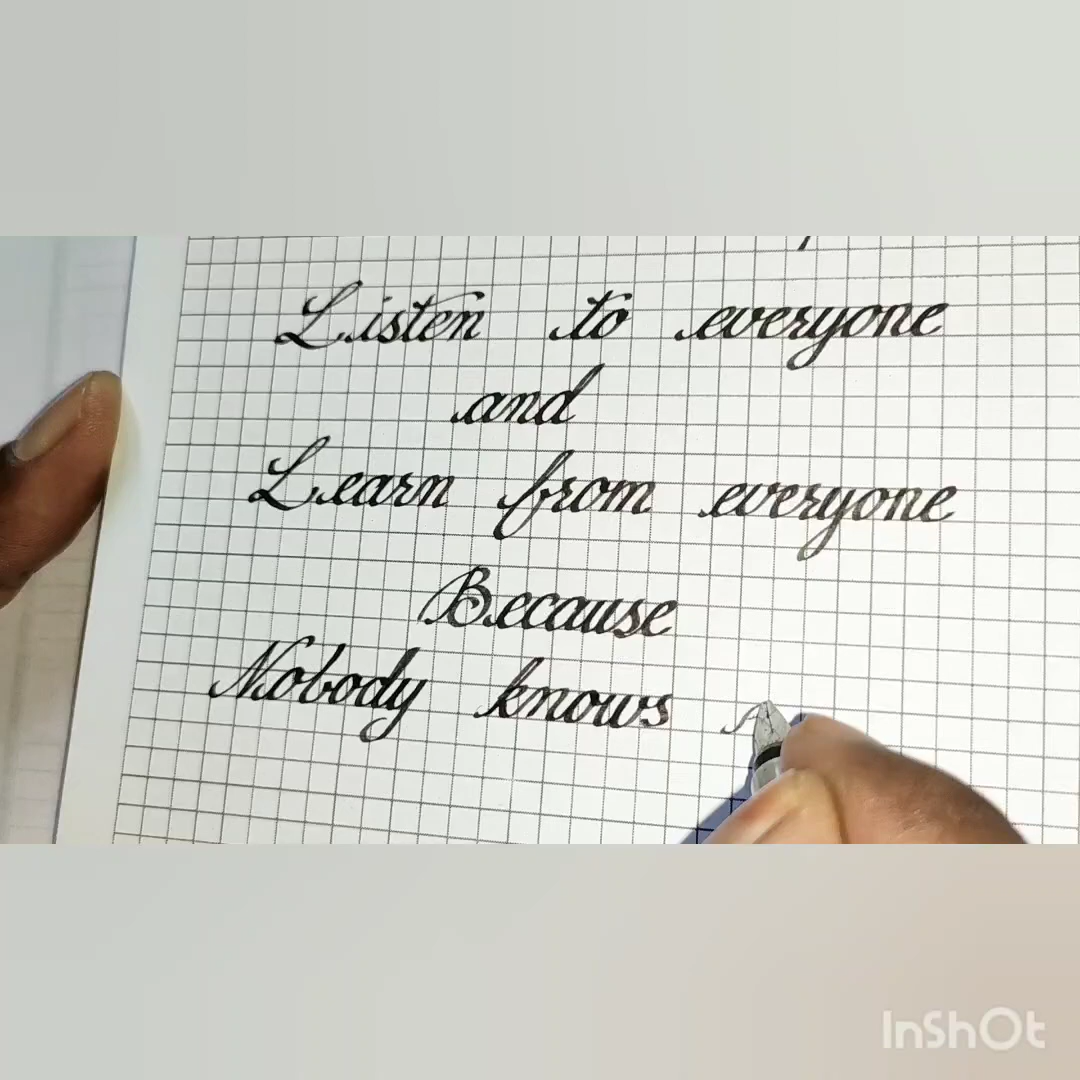 Listen to everyone
and
Learn from everyone
Because
Nobody knows
InShOt